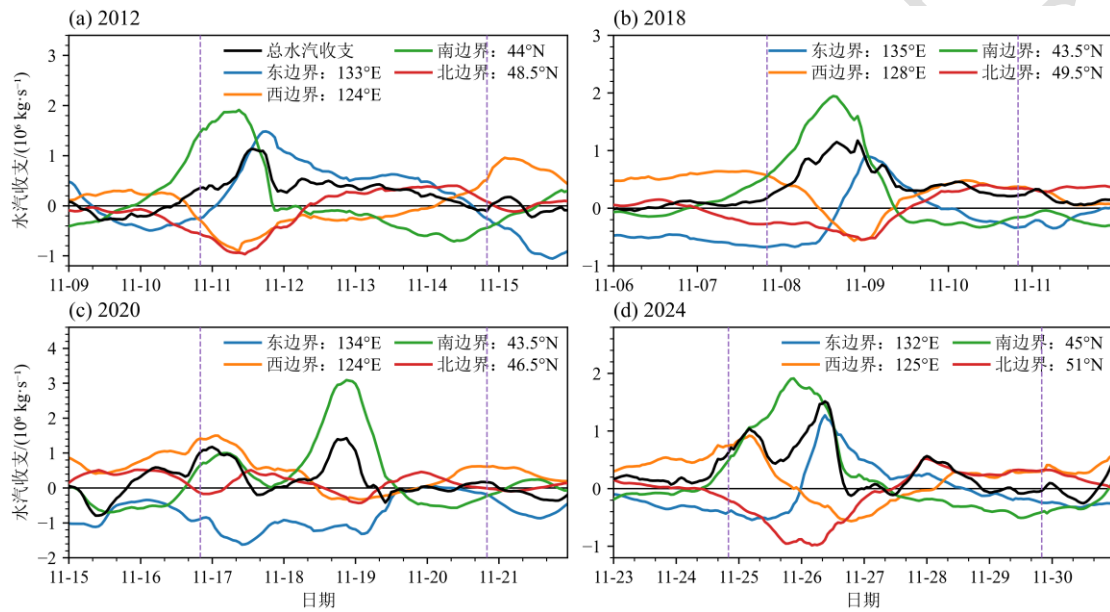 (a) 2012
(b) 2018
水汽收支/(10⁶ kg·s⁻¹)
3
2
1
0
−1
总水汽收支
东边界：133°E
西边界：124°E
南边界：44°N
北边界：48.5°N
11-09
11-10
11-11
11-12
11-13
11-14
11-15
3
2
1
0
−1
东边界：135°E
西边界：128°E
南边界：43.5°N
北边界：49.5°N
11-06
11-07
11-08
11-09
11-10
11-11
(c) 2020
(d) 2024
水汽收支/(10⁶ kg·s⁻¹)
4
3
2
1
0
−1
−2
东边界：134°E
西边界：124°E
南边界：43.5°N
北边界：46.5°N
11-15
11-16
11-17
11-18
11-19
11-20
11-21
日期
2
1
0
−1
东边界：132°E
西边界：125°E
南边界：45°N
北边界：51°N
11-23
11-24
11-25
11-26
11-27
11-28
11-29
11-30
日期